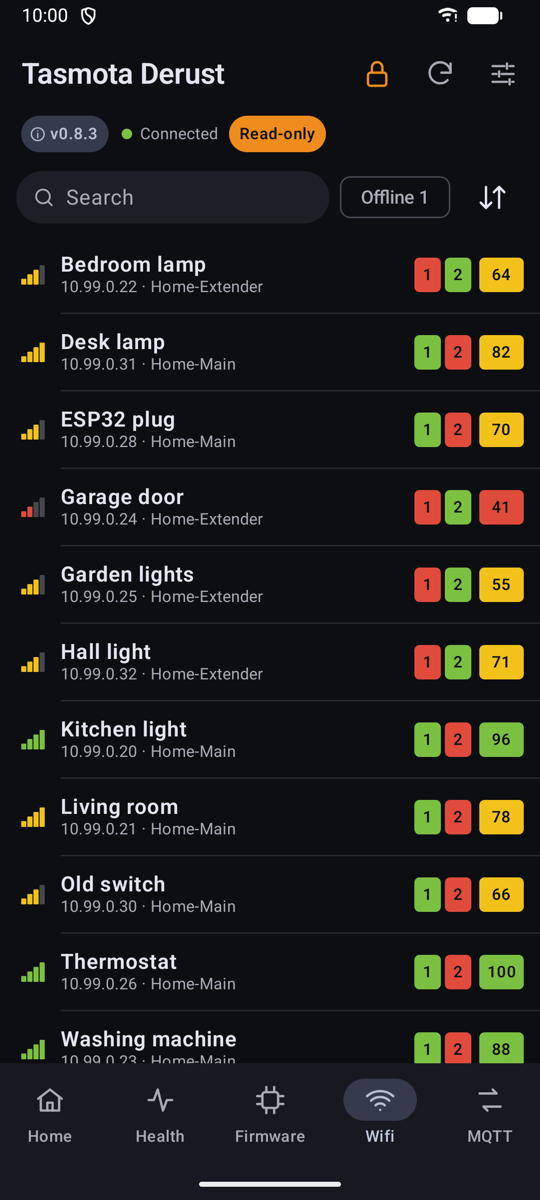 10:00
Tasmota Derust
v0.8.3 Connected Read-only
Search Offline 1
Bedroom lamp 1 2 64
10.99.0.22 · Home-Extender
Desk lamp 1 2 82
10.99.0.31 · Home-Main
ESP32 plug 1 2 70
10.99.0.28 · Home-Main
Garage door 1 2 41
10.99.0.24 · Home-Extender
Garden lights 1 2 55
10.99.0.25 · Home-Extender
Hall light 1 2 71
10.99.0.32 · Home-Extender
Kitchen light 1 2 96
10.99.0.20 · Home-Main
Living room 1 2 78
10.99.0.21 · Home-Main
Old switch 1 2 66
10.99.0.30 · Home-Main
Thermostat 1 2 100
10.99.0.26 · Home-Main
Washing machine 1 2 88
10.99.0.23 · Home-Main
Home Health Firmware Wifi MQTT